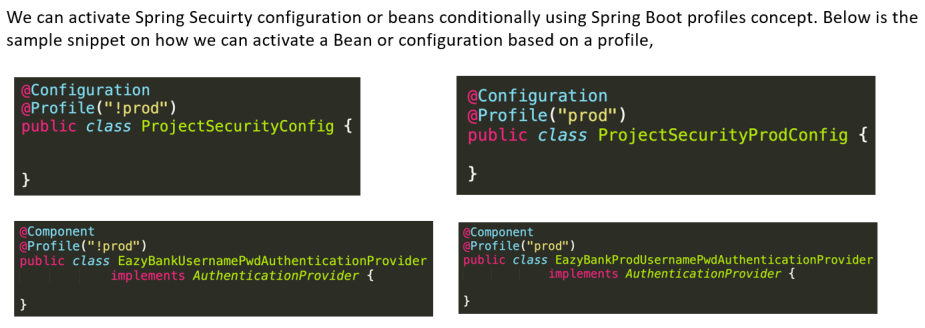 We can activate Spring Secuirty configuration or beans conditionally using Spring Boot profiles concept. Below is the
sample snippet on how we can activate a Bean or configuration based on a profile,
@Configuration
@Profile("!prod")
public class ProjectSecurityConfig {
}
@Configuration
@Profile("prod")
public class ProjectSecurityProdConfig {
}
@Component
@Profile("!prod")
public class EazyBankUsernamePwdAuthenticationProvider
implements AuthenticationProvider {
}
@Component
@Profile("prod")
public class EazyBankProdUsernamePwdAuthenticationProvider
implements AuthenticationProvider {
}